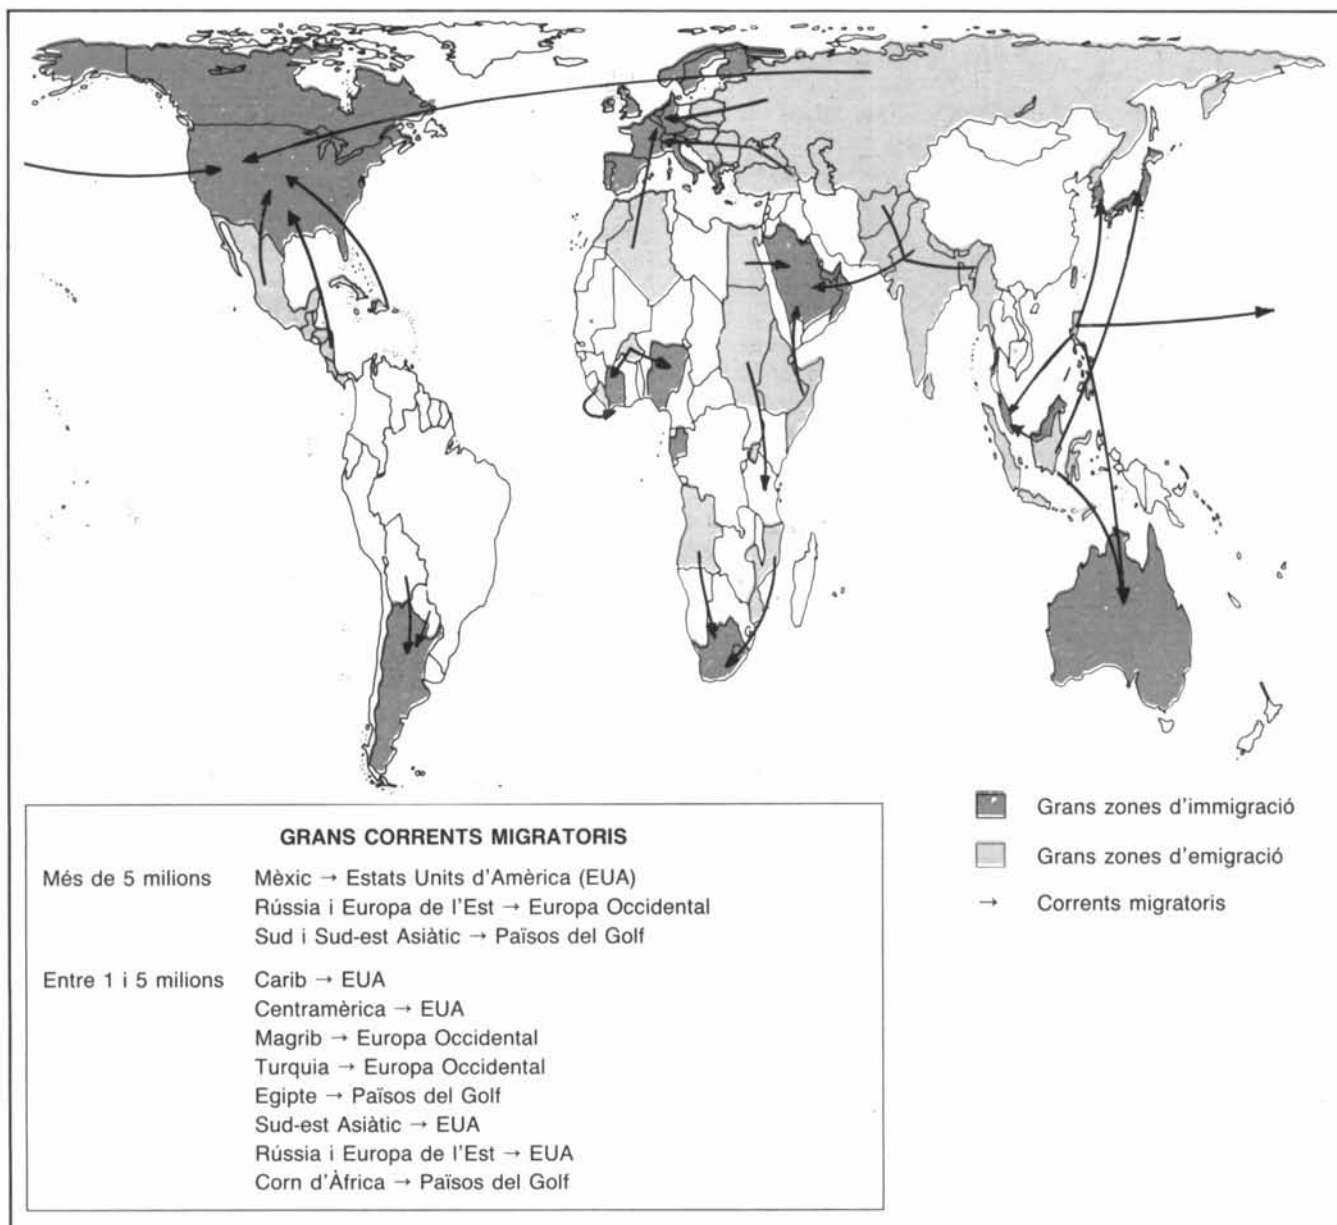 GRANS CORRENTS MIGRATORIS
Més de 5 milions Mèxic → Estats Units d'Amèrica (EUA)
Rússia i Europa de l'Est → Europa Occidental
Sud i Sud-est Asiàtic → Països del Golf
Entre 1 i 5 milions Carib → EUA
Centramèrica → EUA
Magrib → Europa Occidental
Turquia → Europa Occidental
Egipte → Països del Golf
Sud-est Asiàtic → EUA
Rússia i Europa de l'Est → EUA
Corn d'Àfrica → Països del Golf
Grans zones d'immigració
Grans zones d'emigració
→ Corrents migratoris